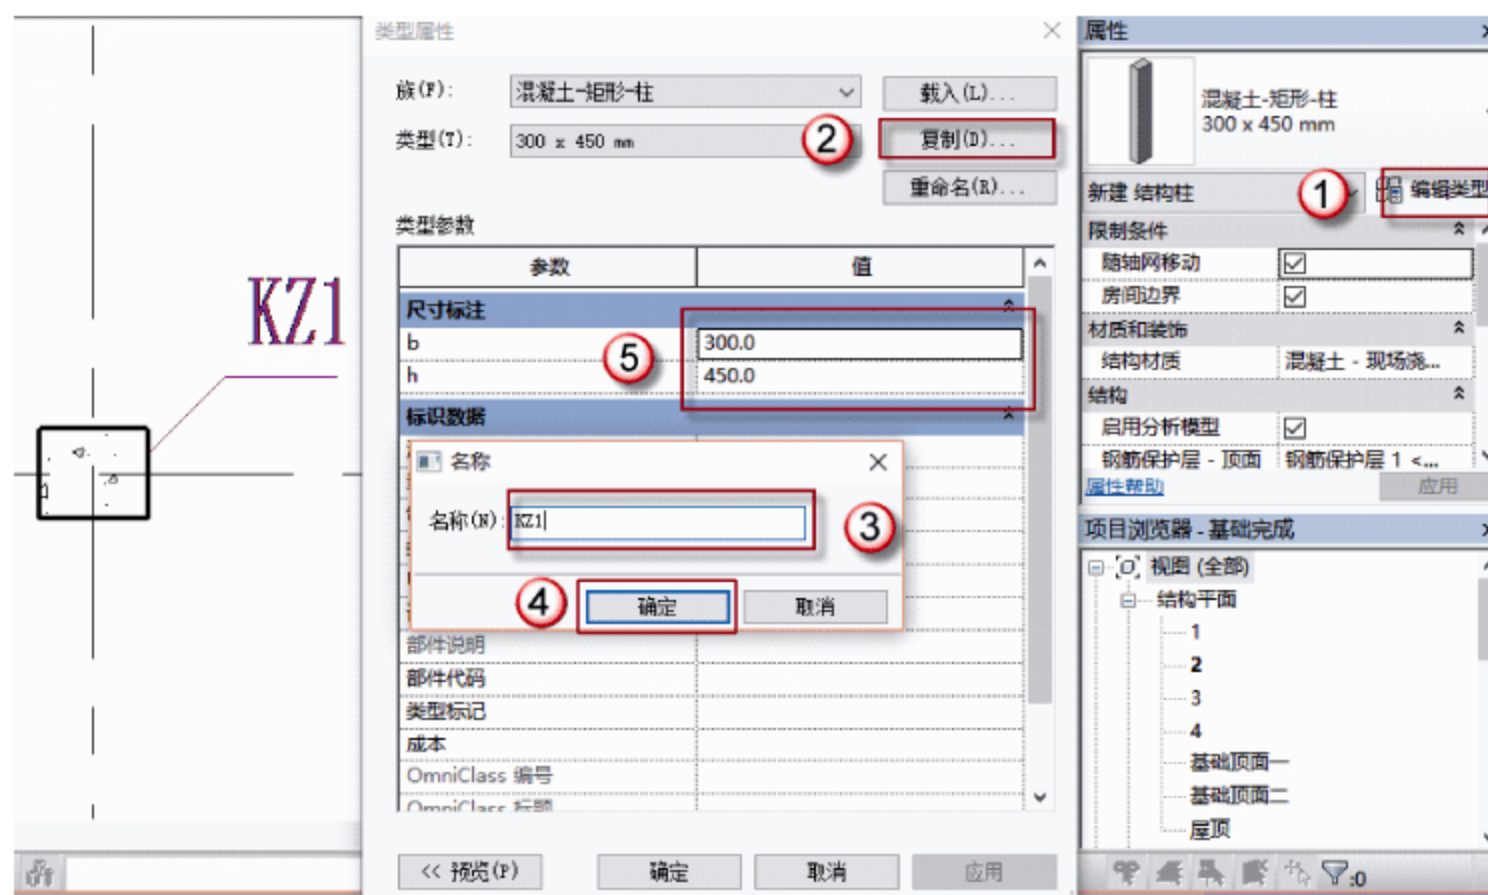 KZ1
类型属性
族(F):
混凝土-矩形-柱
载入(L)...
类型(T):
300 x 450 mm
2
复制(D)...
重命名(R)...
类型参数
参数
值
尺寸标注
b
300.0
5
h
450.0
标识数据
名称
名称(N):
KZ1
3
4
确定
取消
部件说明
部件代码
类型标记
成本
OmniClass 编号
OmniClass 标题
<< 预览(P)
确定
取消
应用
属性
混凝土-矩形-柱
300 x 450 mm
新建 结构柱
1
编辑类型
限制条件
随轴网移动
房间边界
材质和装饰
结构材质
混凝土 - 现场浇...
结构
启用分析模型
钢筋保护层 - 顶面
钢筋保护层 1 <...
属性帮助
应用
项目浏览器 - 基础完成
视图 (全部)
结构平面
1
2
3
4
基础顶面一
基础顶面二
屋顶
:0